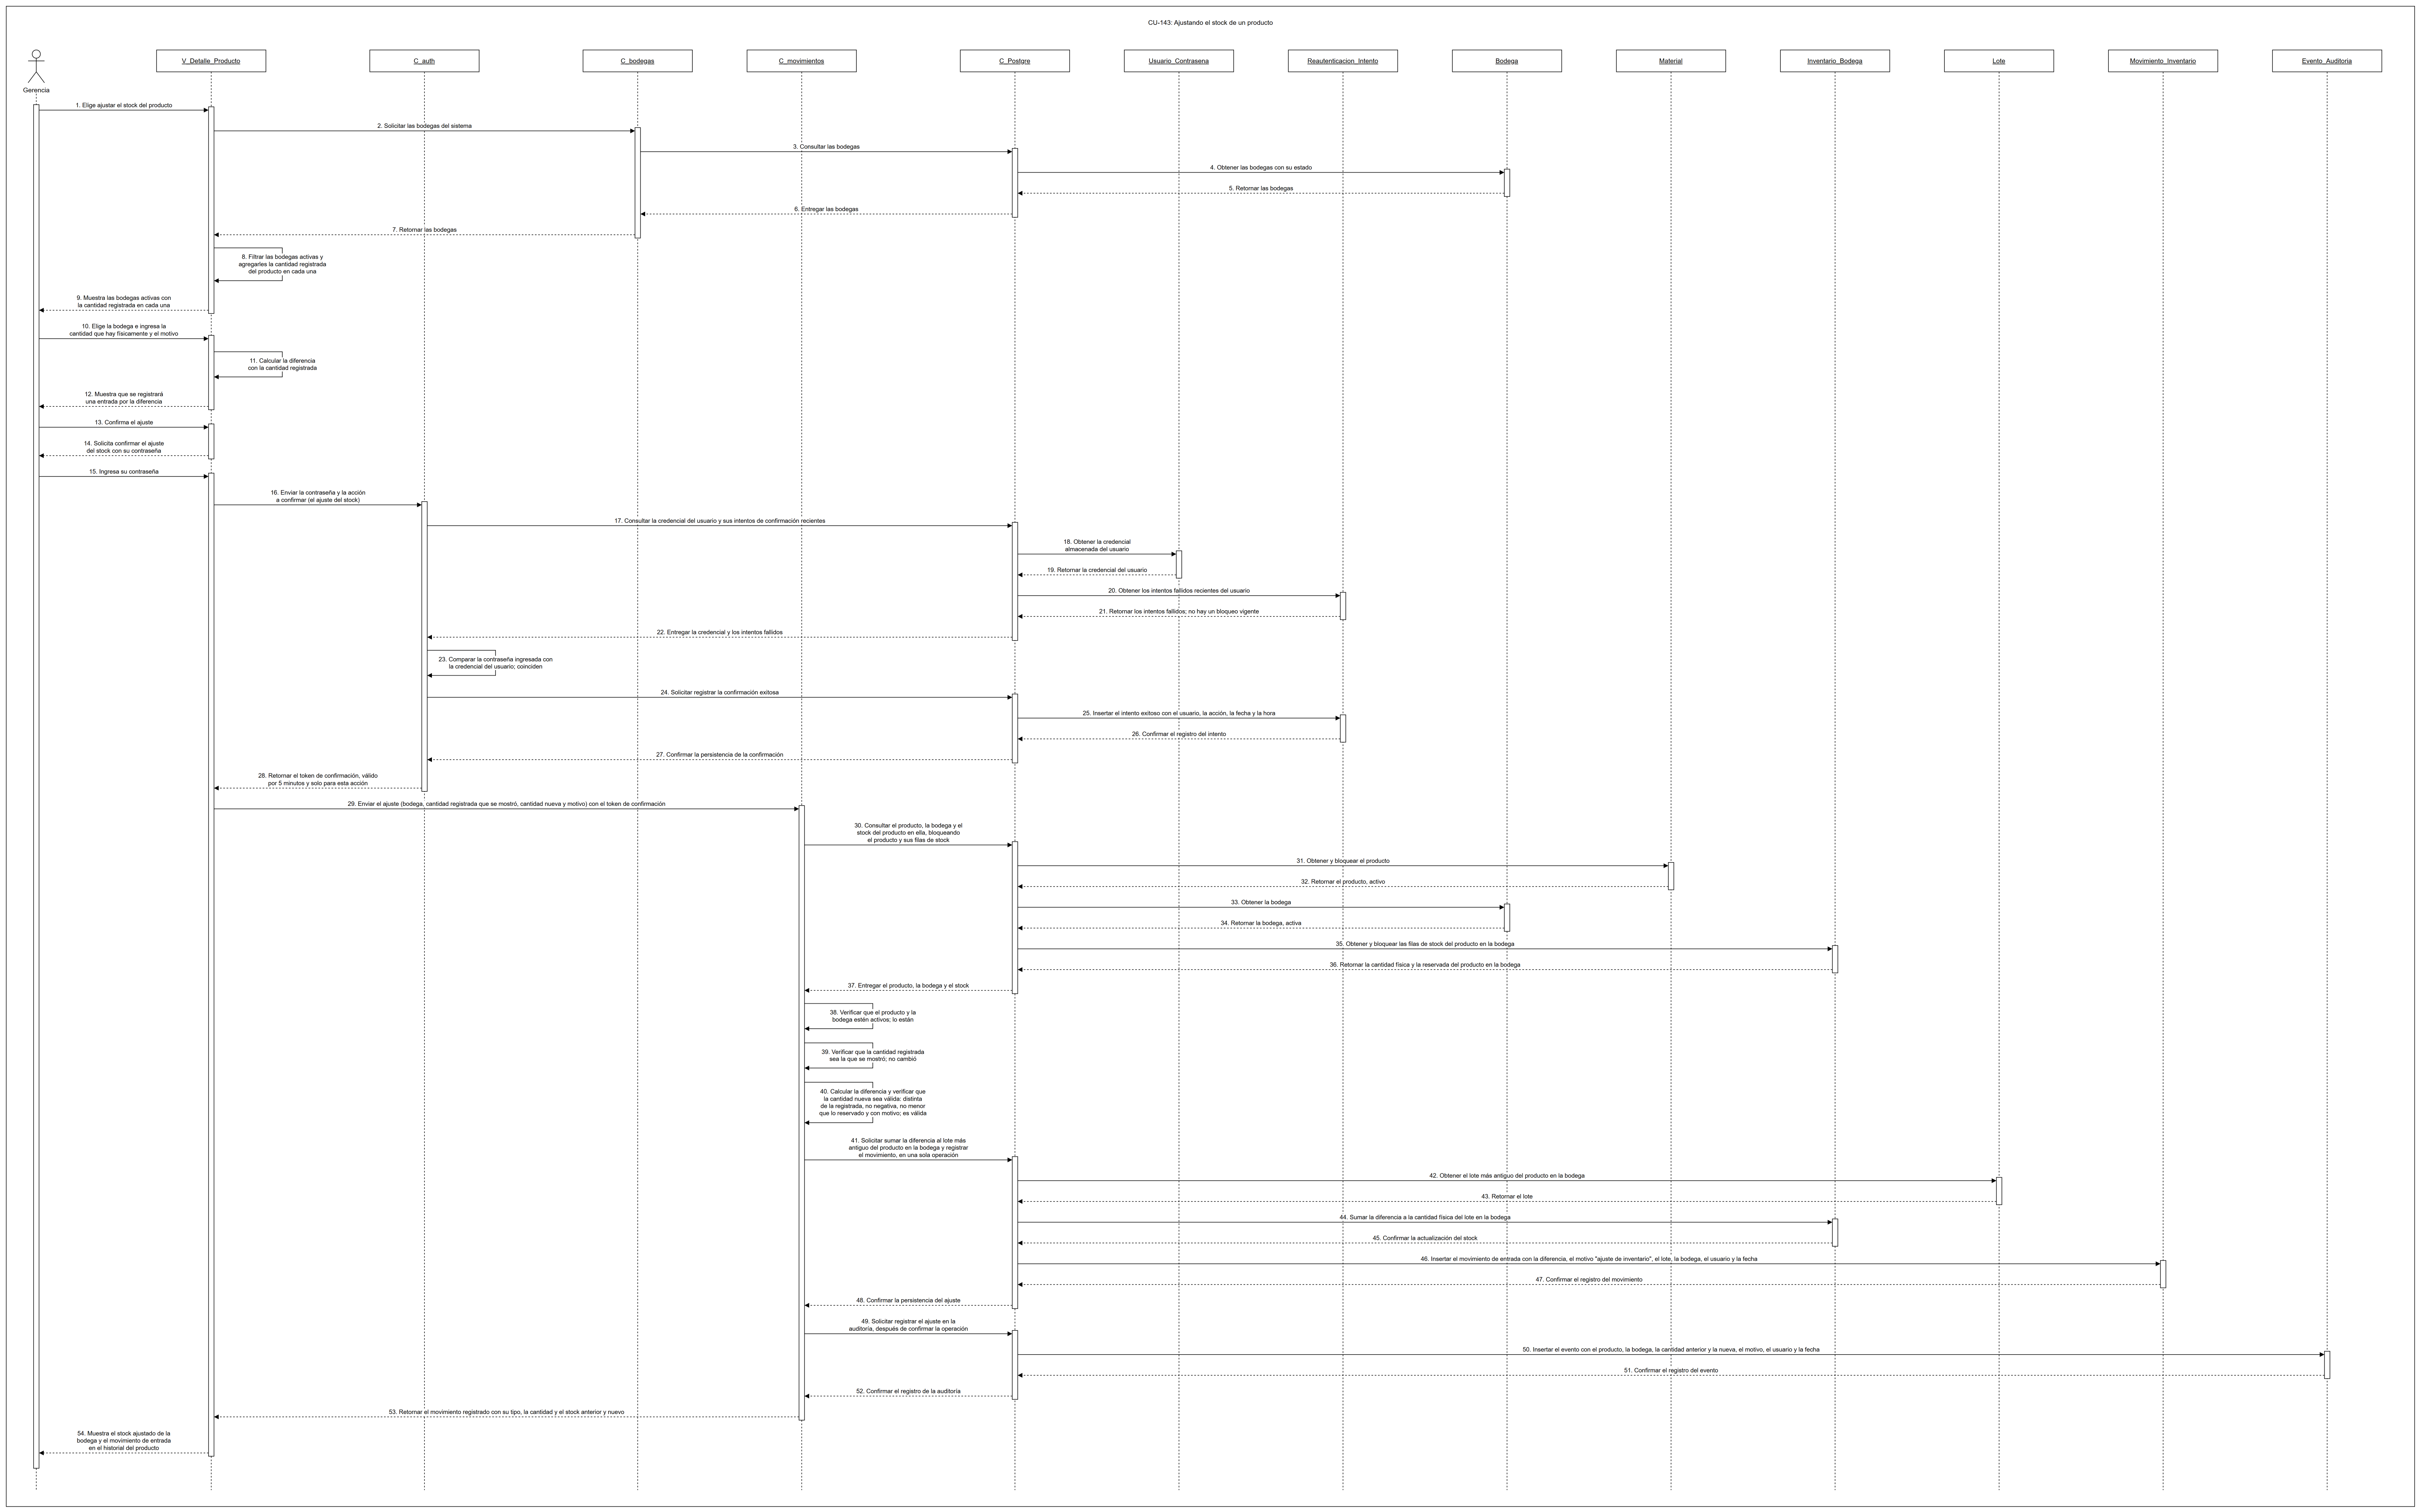 CU-143: Ajustando el stock de un producto
Gerencia
V_Detalle_Producto
C_auth
C_bodegas
C_movimientos
C_Postgre
Usuario_Contrasena
Reautenticacion_Intento
Bodega
Material
Inventario_Bodega
Lote
Movimiento_Inventario
Evento_Auditoria
1. Elige ajustar el stock del producto
2. Solicitar las bodegas del sistema
3. Consultar las bodegas
4. Obtener las bodegas con su estado
5. Retornar las bodegas
6. Entregar las bodegas
7. Retornar las bodegas
8. Filtrar las bodegas activas y
agregarles la cantidad registrada
del producto en cada una
9. Muestra las bodegas activas con
la cantidad registrada en cada una
10. Elige la bodega e ingresa la
cantidad que hay físicamente y el motivo
11. Calcular la diferencia
con la cantidad registrada
12. Muestra que se registrará
una entrada por la diferencia
13. Confirma el ajuste
14. Solicita confirmar el ajuste
del stock con su contraseña
15. Ingresa su contraseña
16. Enviar la contraseña y la acción
a confirmar (el ajuste del stock)
17. Consultar la credencial del usuario y sus intentos de confirmación recientes
18. Obtener la credencial
almacenada del usuario
19. Retornar la credencial del usuario
20. Obtener los intentos fallidos recientes del usuario
21. Retornar los intentos fallidos; no hay un bloqueo vigente
22. Entregar la credencial y los intentos fallidos
23. Comparar la contraseña ingresada con
la credencial del usuario; coinciden
24. Solicitar registrar la confirmación exitosa
25. Insertar el intento exitoso con el usuario, la acción, la fecha y la hora
26. Confirmar el registro del intento
27. Confirmar la persistencia de la confirmación
28. Retornar el token de confirmación, válido
por 5 minutos y solo para esta acción
29. Enviar el ajuste (bodega, cantidad registrada que se mostró, cantidad nueva y motivo) con el token de confirmación
30. Consultar el producto, la bodega y el
stock del producto en ella, bloqueando
el producto y sus filas de stock
31. Obtener y bloquear el producto
32. Retornar el producto, activo
33. Obtener la bodega
34. Retornar la bodega, activa
35. Obtener y bloquear las filas de stock del producto en la bodega
36. Retornar la cantidad física y la reservada del producto en la bodega
37. Entregar el producto, la bodega y el stock
38. Verificar que el producto y la
bodega estén activos; lo están
39. Verificar que la cantidad registrada
sea la que se mostró; no cambió
40. Calcular la diferencia y verificar que
la cantidad nueva sea válida: distinta
de la registrada, no negativa, no menor
que lo reservado y con motivo; es válida
41. Solicitar sumar la diferencia al lote más
antiguo del producto en la bodega y registrar
el movimiento, en una sola operación
42. Obtener el lote más antiguo del producto en la bodega
43. Retornar el lote
44. Sumar la diferencia a la cantidad física del lote en la bodega
45. Confirmar la actualización del stock
46. Insertar el movimiento de entrada con la diferencia, el motivo "ajuste de inventario", el lote, la bodega, el usuario y la fecha
47. Confirmar el registro del movimiento
48. Confirmar la persistencia del ajuste
49. Solicitar registrar el ajuste en la
auditoría, después de confirmar la operación
50. Insertar el evento con el producto, la bodega, la cantidad anterior y la nueva, el motivo, el usuario y la fecha
51. Confirmar el registro del evento
52. Confirmar el registro de la auditoría
53. Retornar el movimiento registrado con su tipo, la cantidad y el stock anterior y nuevo
54. Muestra el stock ajustado de la
bodega y el movimiento de entrada
en el historial del producto